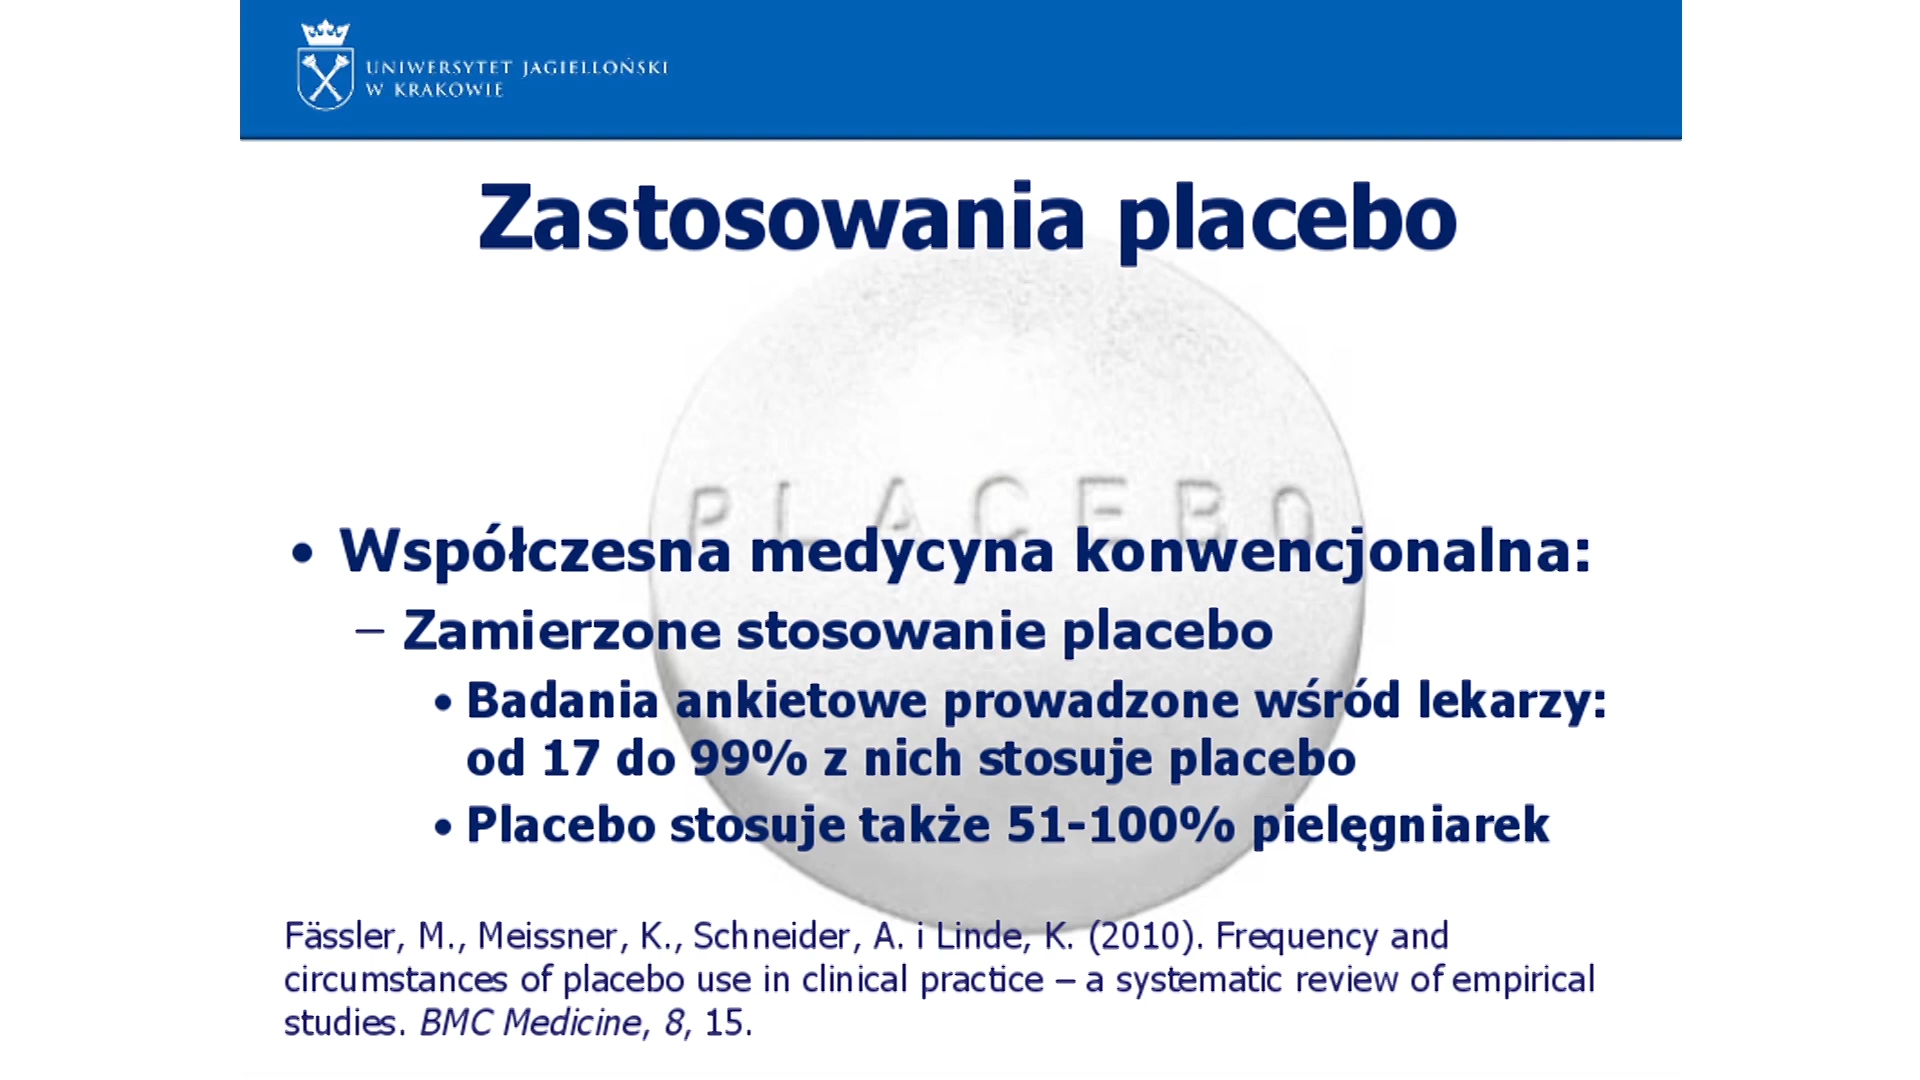 UNIWERSYTET JAGIELLOŃSKI
W KRAKOWIE
Zastosowania placebo
PLACEBO
• Współczesna medycyna konwencjonalna:
– Zamierzone stosowanie placebo
• Badania ankietowe prowadzone wśród lekarzy:
od 17 do 99% z nich stosuje placebo
• Placebo stosuje także 51-100% pielęgniarek
Fässler, M., Meissner, K., Schneider, A. i Linde, K. (2010). Frequency and
circumstances of placebo use in clinical practice – a systematic review of empirical
studies. BMC Medicine, 8, 15.